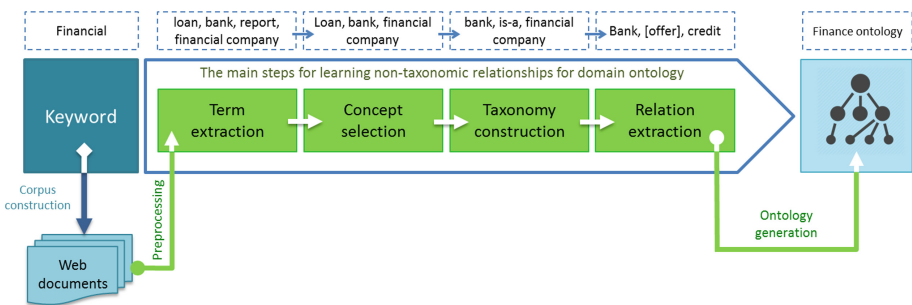 Financial
loan, bank, report,
financial company
Loan, bank, financial
company
bank, is-a, financial
company
Bank, [offer], credit
Finance ontology
The main steps for learning non-taxonomic relationships for domain ontology
Keyword
Term
extraction
Concept
selection
Taxonomy
construction
Relation
extraction
Corpus
construction
Preprocessing
Web
documents
Ontology
generation